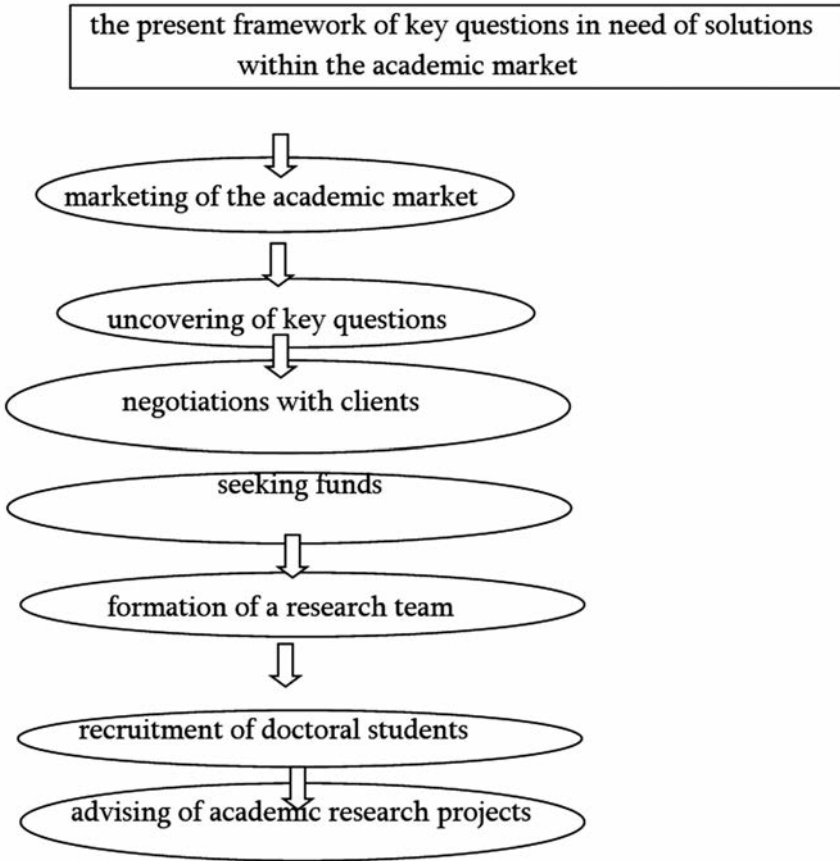 the present framework of key questions in need of solutions
within the academic market
marketing of the academic market
uncovering of key questions
negotiations with clients
seeking funds
formation of a research team
recruitment of doctoral students
advising of academic research projects